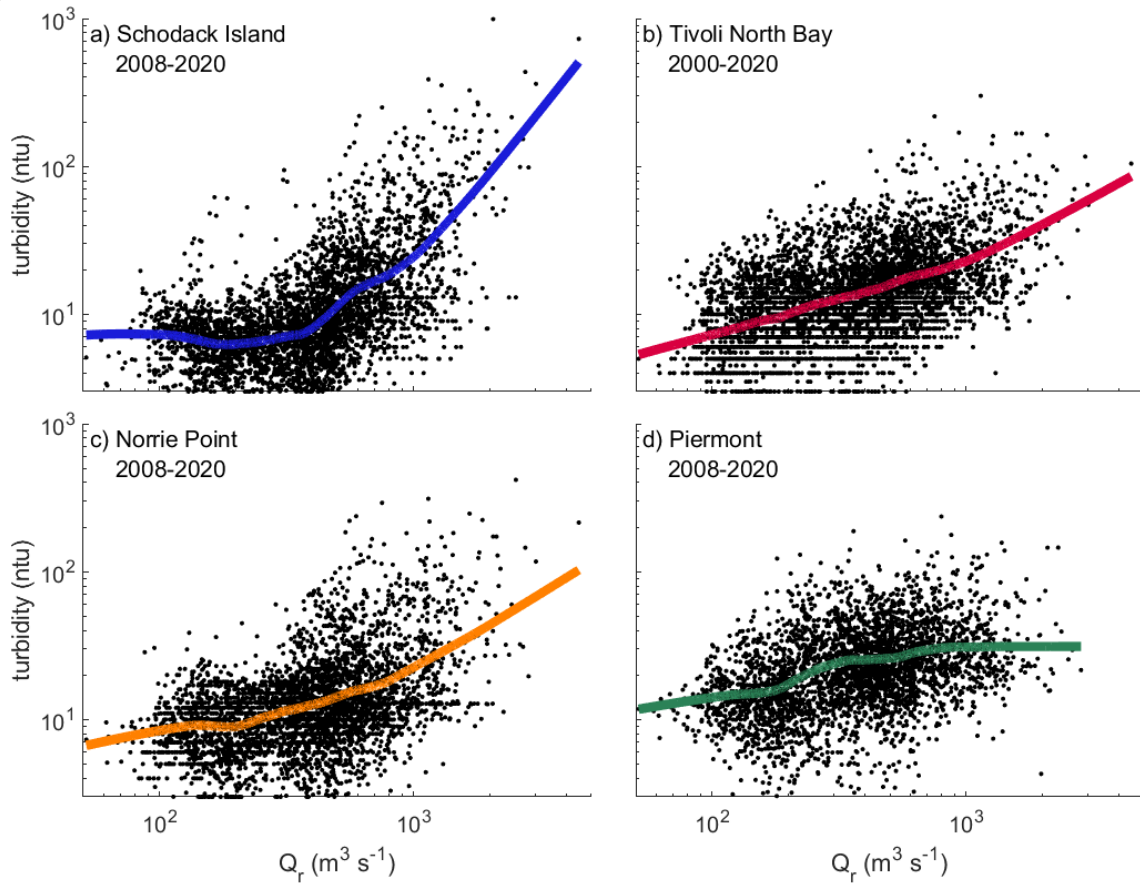 a) Schodack Island
2008-2020
b) Tivoli North Bay
2000-2020
10³
10²
10¹
turbidity (ntu)
c) Norrie Point
2008-2020
d) Piermont
2008-2020
10³
10²
10¹
turbidity (ntu)
10² 10³
10² 10³
Qᵣ (m³ s⁻¹)
Qᵣ (m³ s⁻¹)